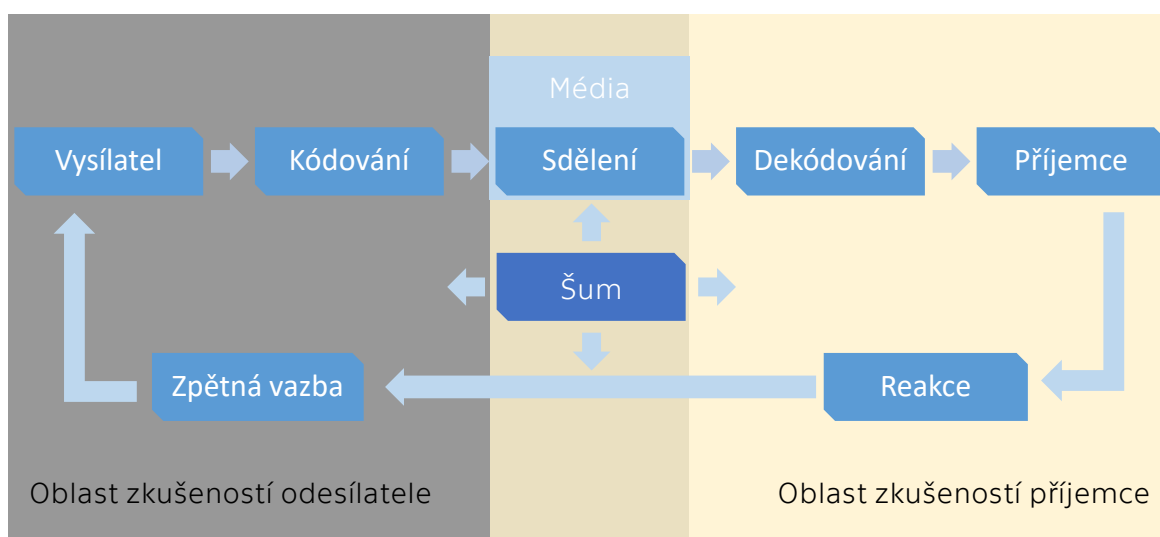 Média
Vysílatel
Kódování
Sdělení
Dekódování
Příjemce
Šum
Zpětná vazba
Reakce
Oblast zkušeností odesílatele
Oblast zkušeností příjemce